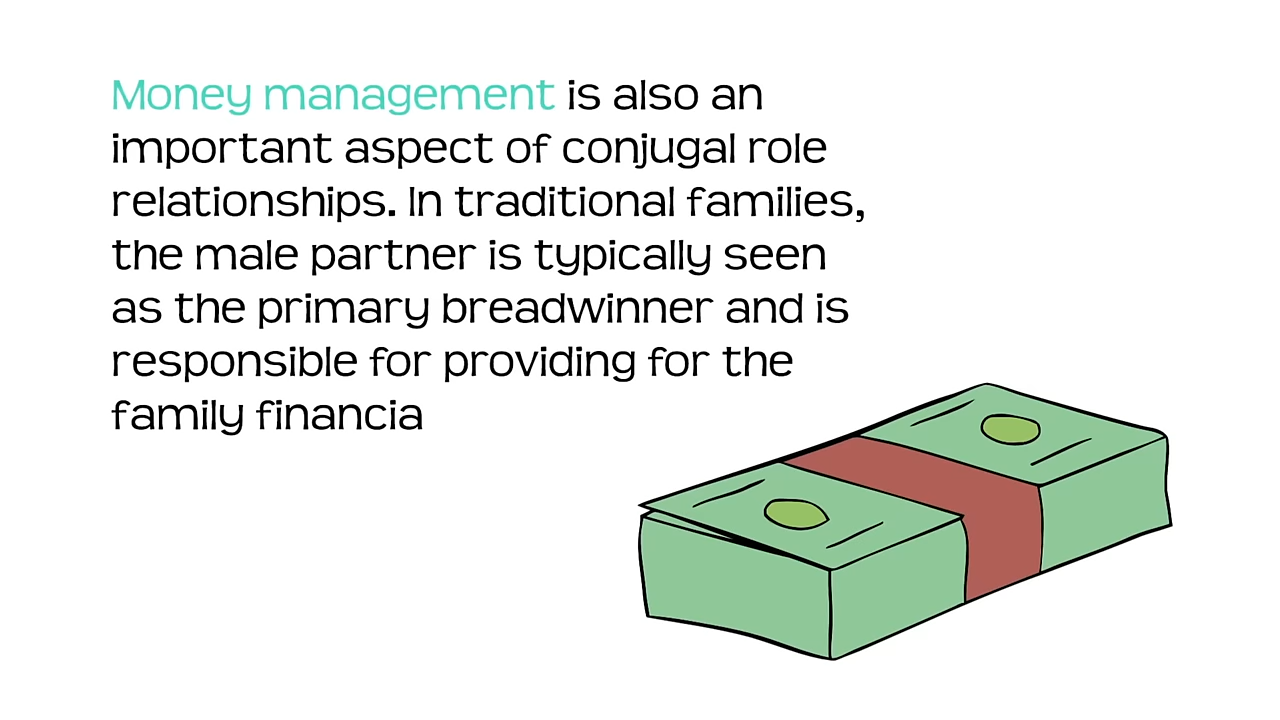 Money management is also an
important aspect of conjugal role
relationships. In traditional families,
the male partner is typically seen
as the primary breadwinner and is
responsible for providing for the
family financia